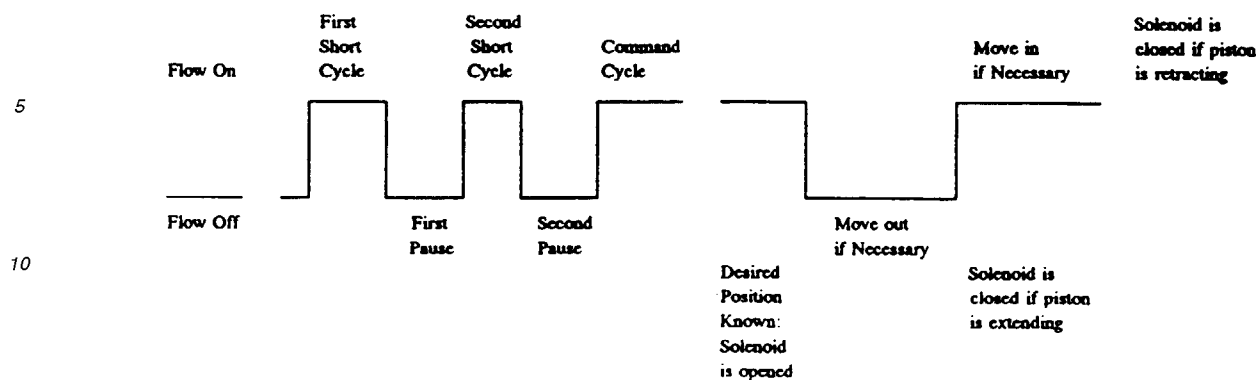 First
Short
Cycle
Second
Short
Cycle
Command
Cycle
Move in
if Necessary
Solenoid is
closed if piston
is retracting
Flow On
5
Flow Off
First
Pause
Second
Pause
Move out
if Necessary
10
Desired
Position
Known:
Solenoid
is opened
Solenoid is
closed if piston
is extending